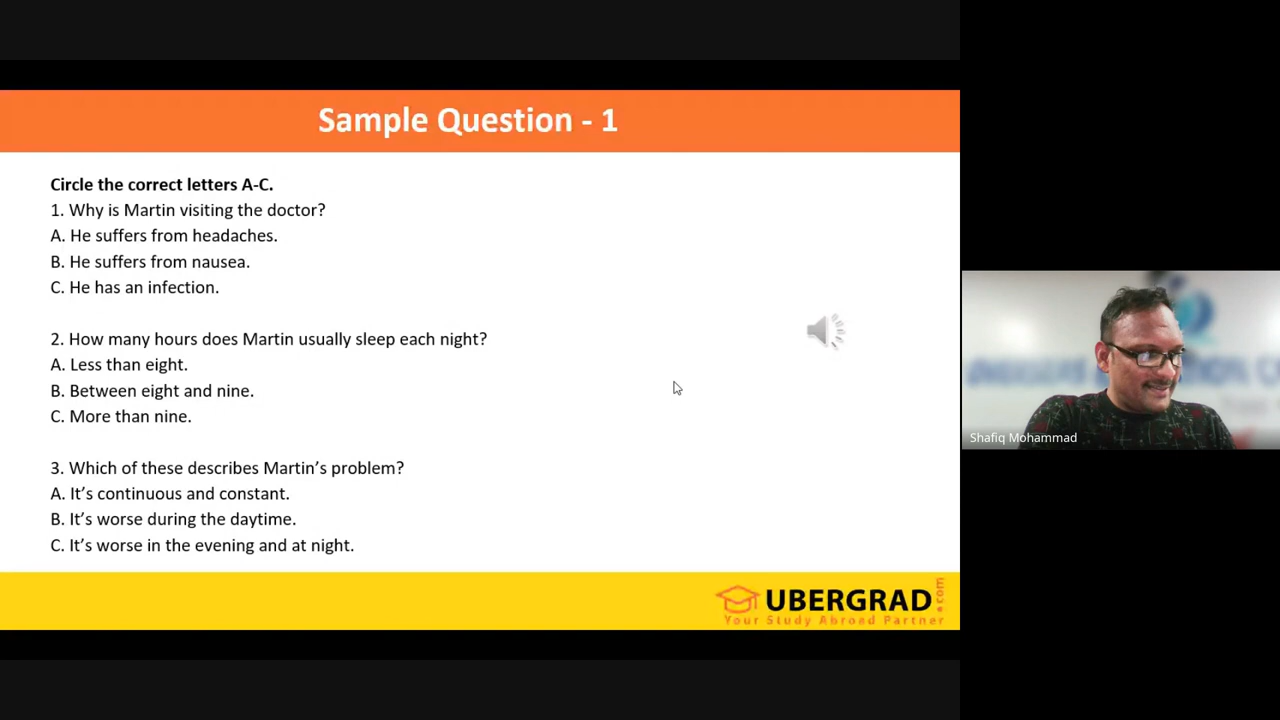 Sample Question - 1
Circle the correct letters A-C.
1. Why is Martin visiting the doctor?
A. He suffers from headaches.
B. He suffers from nausea.
C. He has an infection.
2. How many hours does Martin usually sleep each night?
A. Less than eight.
B. Between eight and nine.
C. More than nine.
3. Which of these describes Martin’s problem?
A. It’s continuous and constant.
B. It’s worse during the daytime.
C. It’s worse in the evening and at night.
UBERGRAD.com
Your Study Abroad Partner
Shafiq Mohammad